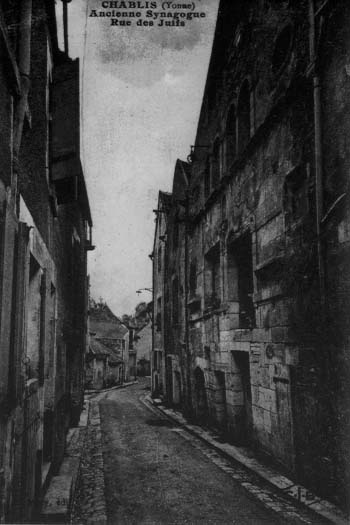 CHABLIS (Yonne)
Ancienne Synagogue
Rue des Juifs